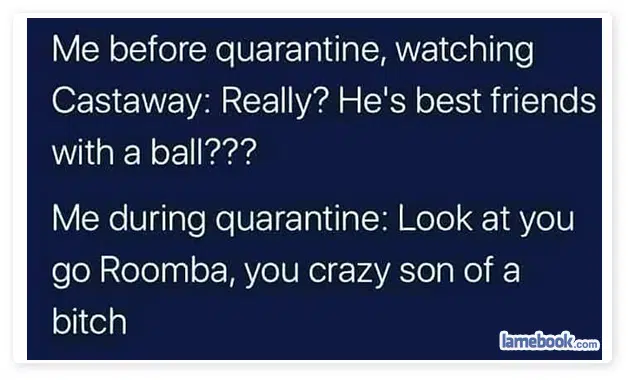 Me before quarantine, watching
Castaway: Really? He's best friends
with a ball???
Me during quarantine: Look at you
go Roomba, you crazy son of a
bitch
lamebook.com